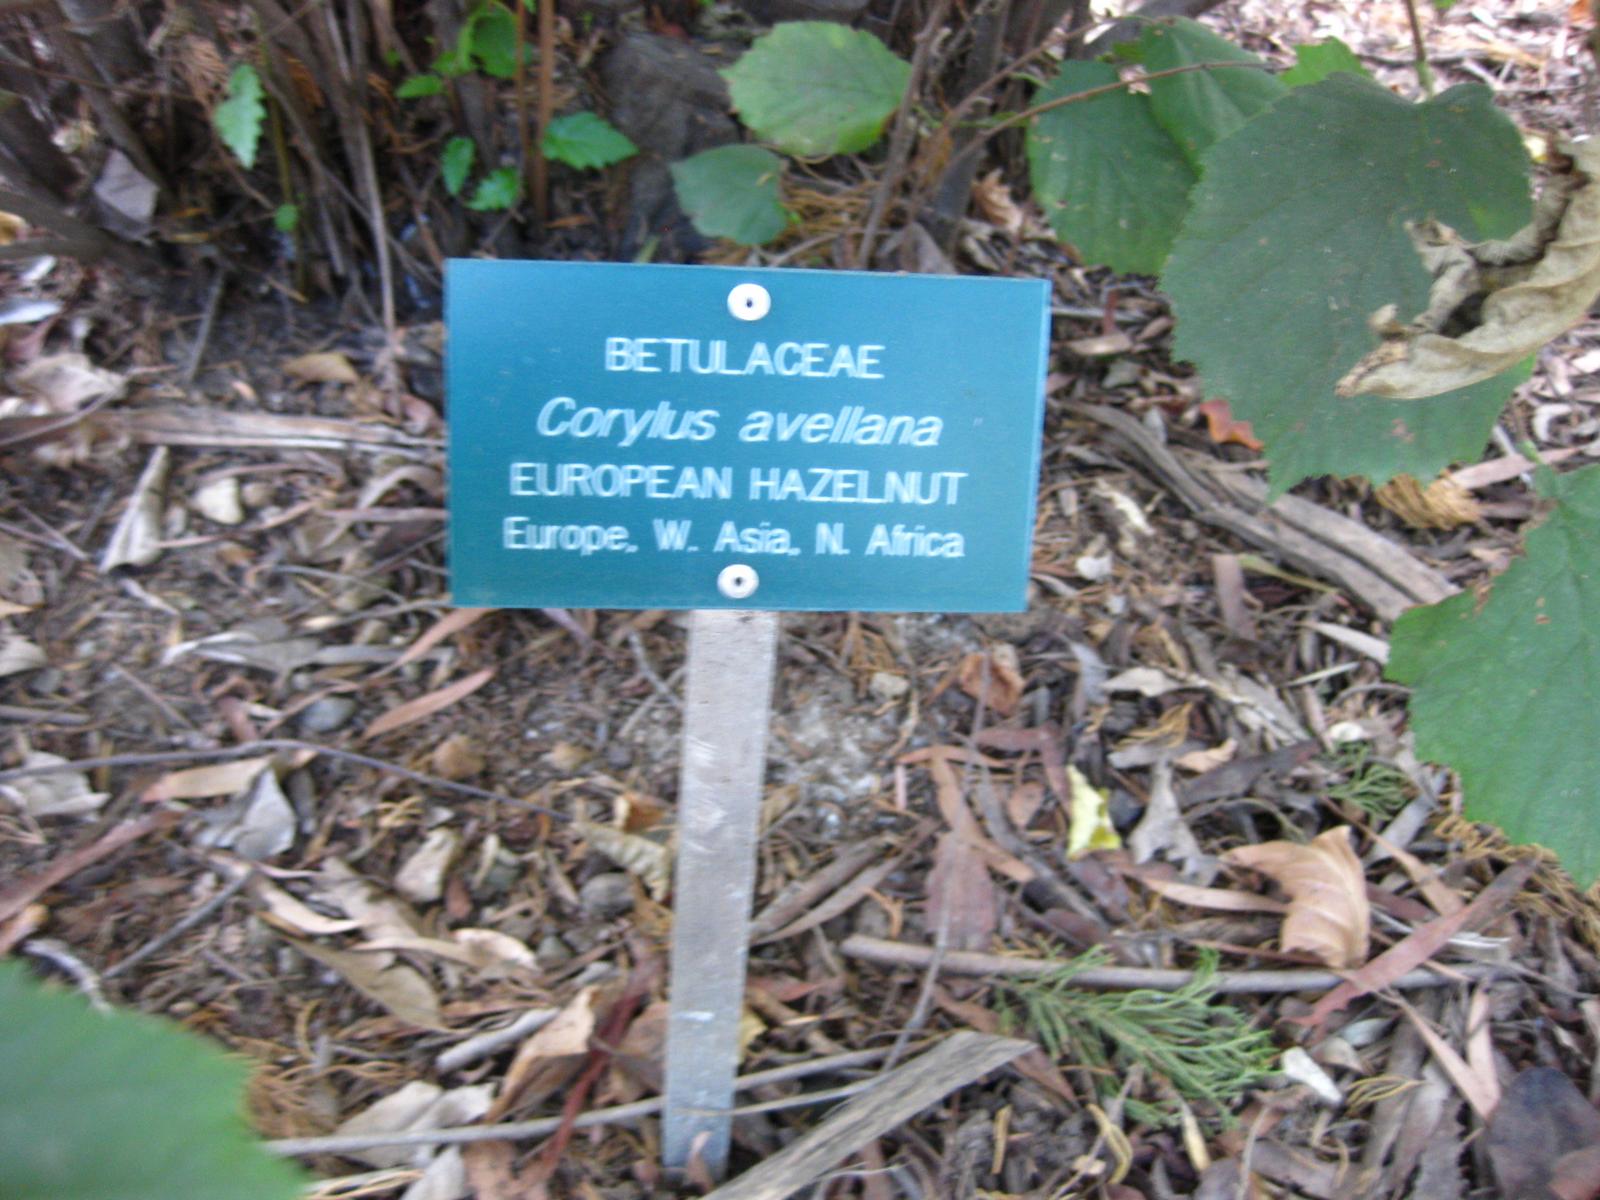 BETULACEAE
Corylus avellana
EUROPEAN HAZELNUT
Europe, W. Asia, N. Africa